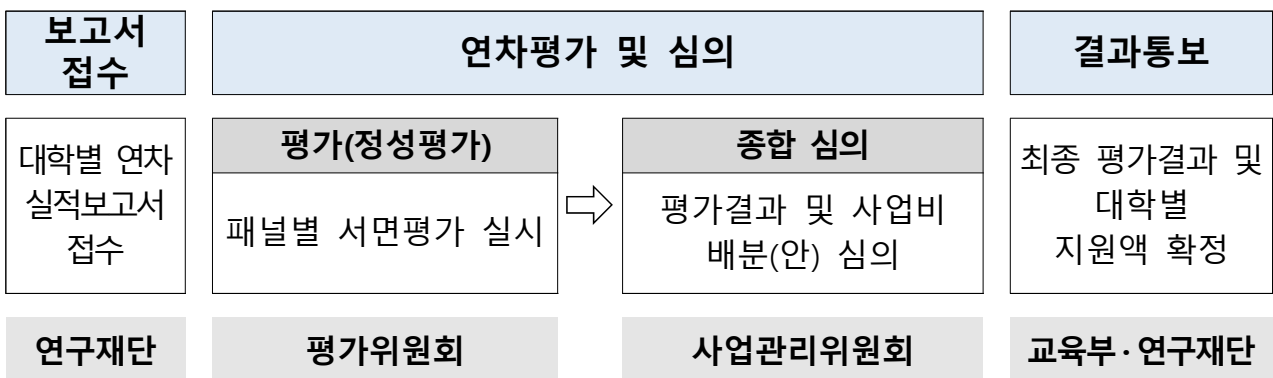 보고서
접수
연차평가 및 심의
결과통보
대학별 연차
실적보고서
접수
평가(정성평가)
패널별 서면평가 실시
종합 심의
평가결과 및 사업비
배분(안) 심의
최종 평가결과 및
대학별
지원액 확정
연구재단
평가위원회
사업관리위원회
교육부·연구재단